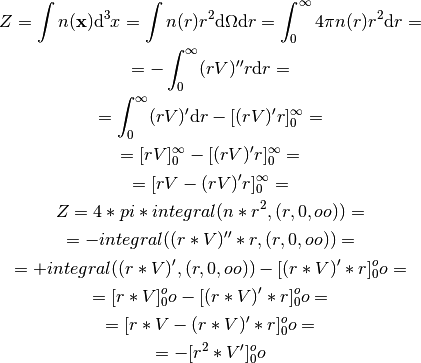 Z = ∫ n(𝐱)d³x = ∫ n(r)r²dΩdr = ∫₀^∞ 4πn(r)r²dr =
= − ∫₀^∞ (rV)′′rdr =
= ∫₀^∞ (rV)′dr − [(rV)′r]₀^∞ =
= [rV]₀^∞ − [(rV)′r]₀^∞ =
= [rV − (rV)′r]₀^∞ =
Z = 4 ∗ pi ∗ integral(n ∗ r², (r, 0, oo)) =
= −integral((r ∗ V)′′ ∗ r, (r, 0, oo)) =
= +integral((r ∗ V)′, (r, 0, oo)) − [(r ∗ V)′ ∗ r]₀^o o =
= [r ∗ V]₀^o o − [(r ∗ V)′ ∗ r]₀^o o =
= [r ∗ V − (r ∗ V)′ ∗ r]₀^o o =
= −[r² ∗ V′]₀^o o